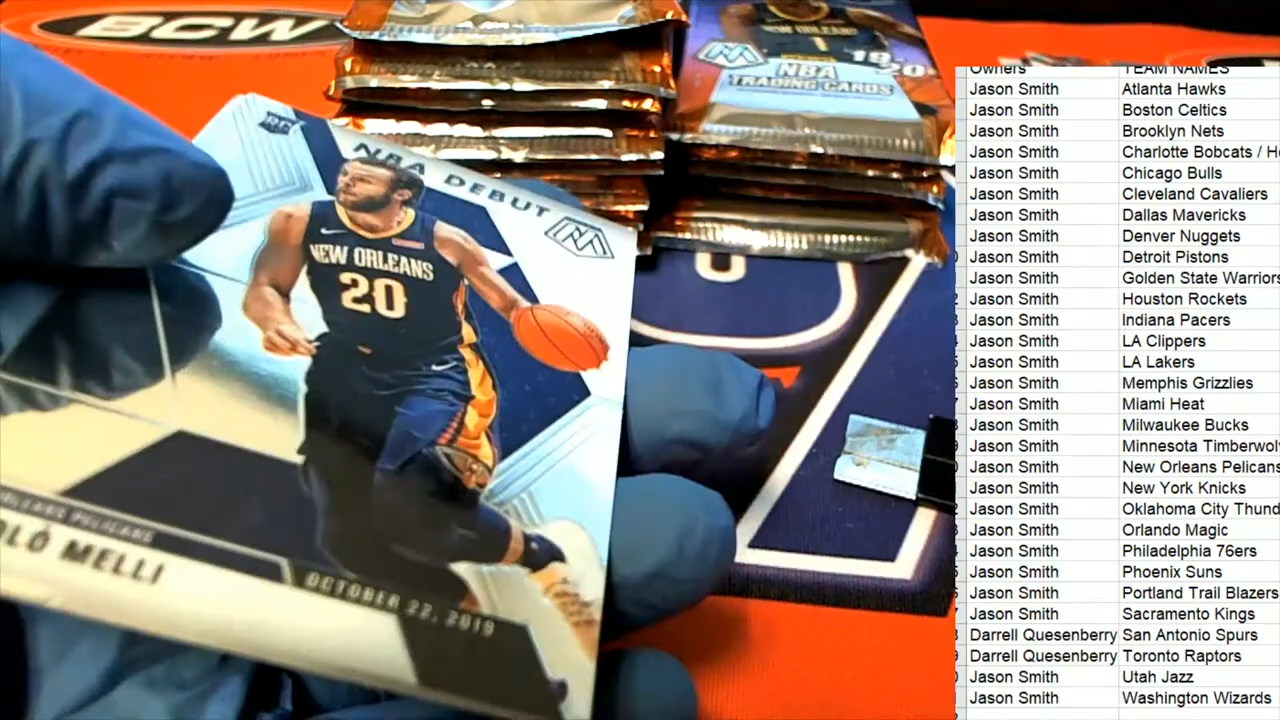 BCW
NEW ORLEANS
1
19-20
NBA
TRADING CARDS
RC
NBA DEBUT
NEW ORLEANS
20
PELICANS
OLÒ MELLI
OCTOBER 22, 2019
Owners TEAM NAMES
Jason Smith Atlanta Hawks
Jason Smith Boston Celtics
Jason Smith Brooklyn Nets
Jason Smith Charlotte Bobcats / H
Jason Smith Chicago Bulls
Jason Smith Cleveland Cavaliers
Jason Smith Dallas Mavericks
Jason Smith Denver Nuggets
Jason Smith Detroit Pistons
Jason Smith Golden State Warriors
Jason Smith Houston Rockets
Jason Smith Indiana Pacers
Jason Smith LA Clippers
Jason Smith LA Lakers
Jason Smith Memphis Grizzlies
Jason Smith Miami Heat
Jason Smith Milwaukee Bucks
Jason Smith Minnesota Timberwol
Jason Smith New Orleans Pelicans
Jason Smith New York Knicks
Jason Smith Oklahoma City Thund
Jason Smith Orlando Magic
Jason Smith Philadelphia 76ers
Jason Smith Phoenix Suns
Jason Smith Portland Trail Blazers
Jason Smith Sacramento Kings
Darrell Quesenberry San Antonio Spurs
Darrell Quesenberry Toronto Raptors
Jason Smith Utah Jazz
Jason Smith Washington Wizards